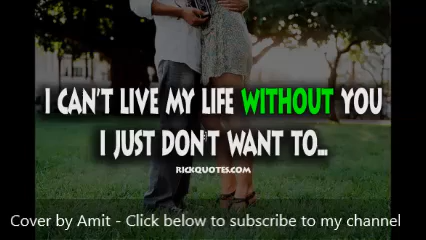 I CAN'T LIVE MY LIFE WITHOUT YOU
I JUST DON'T WANT TO...
RICKQUOTES.COM
Cover by Amit - Click below to subscribe to my channel